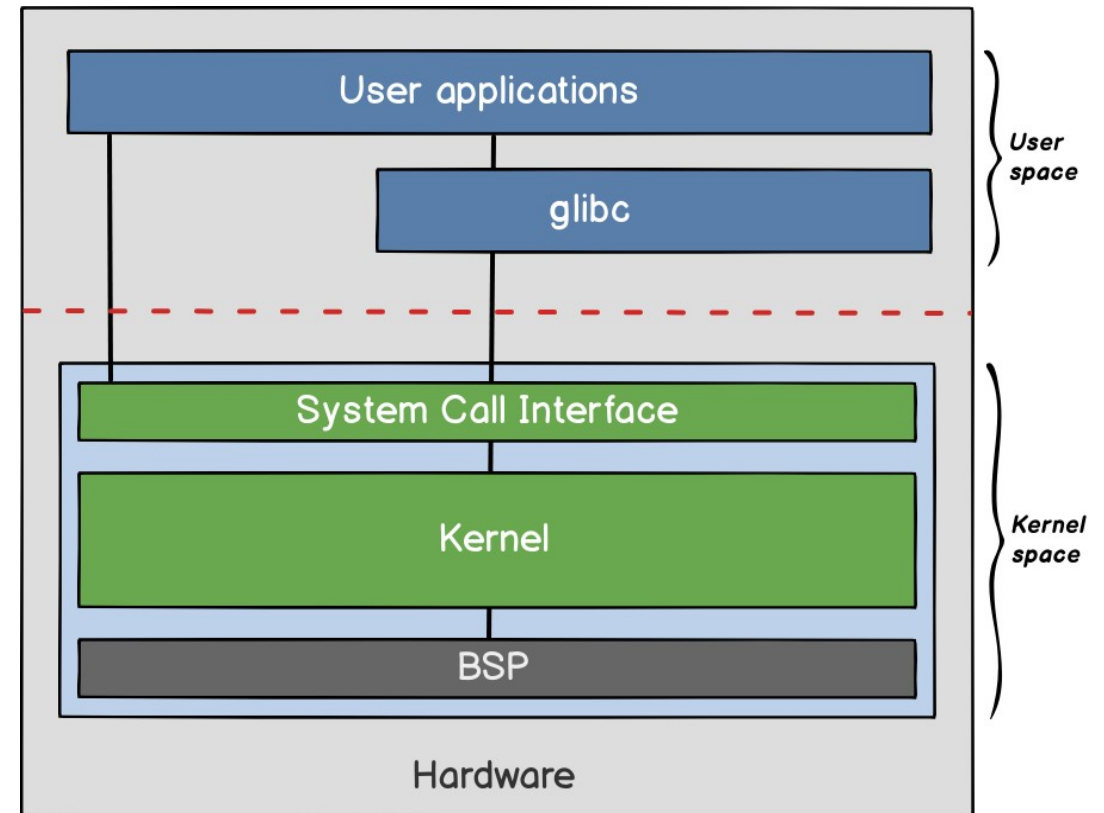 User applications
User
space
glibc
System Call Interface
Kernel
Kernel
space
BSP
Hardware